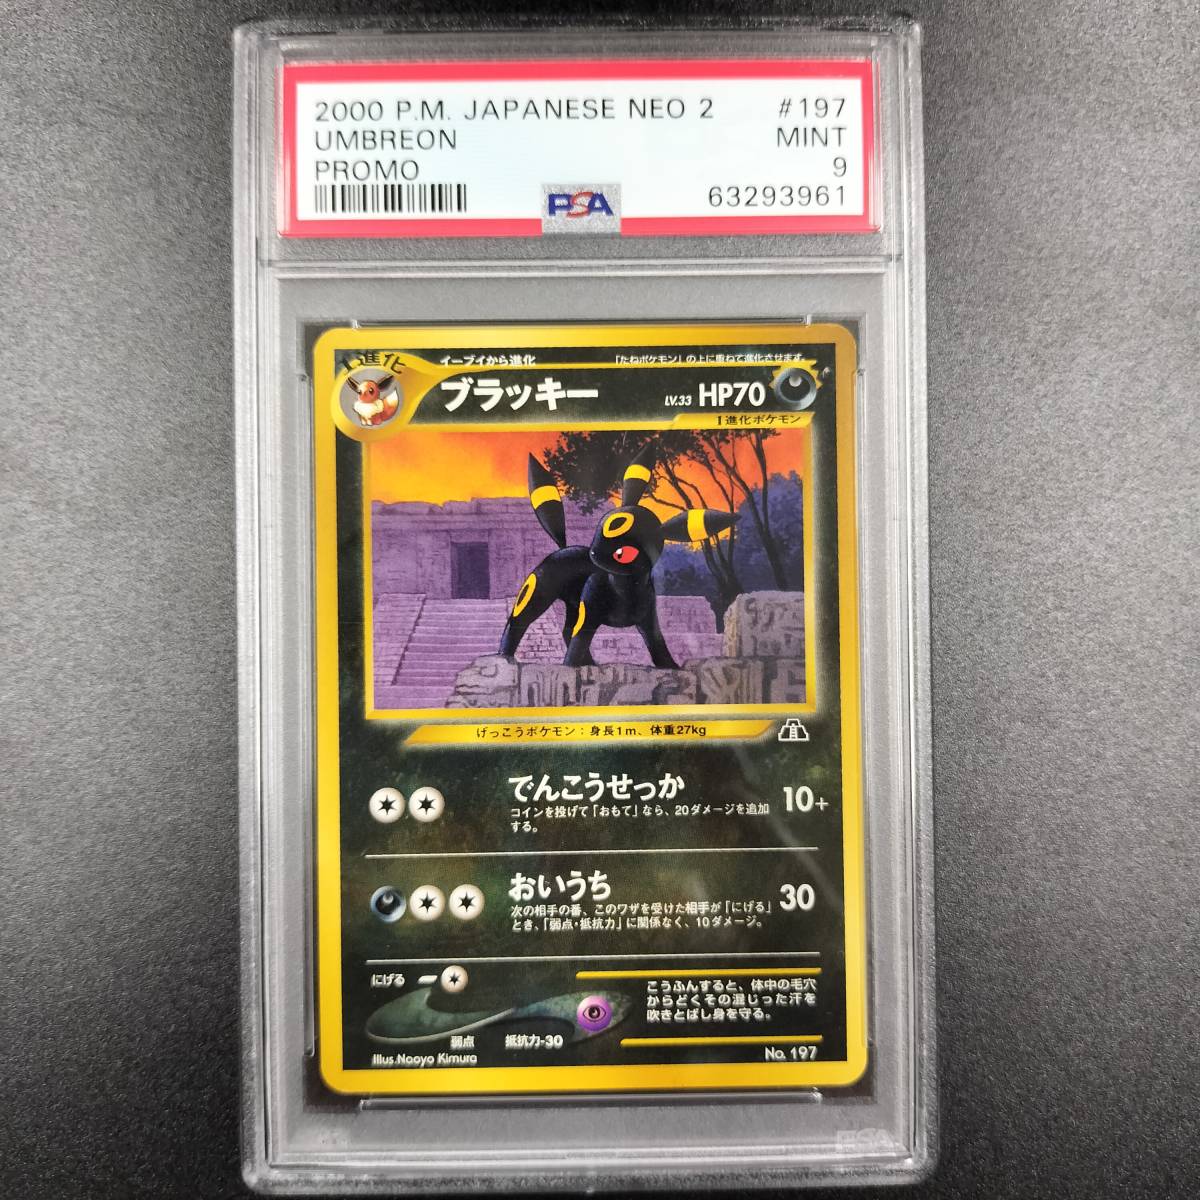 2000 P.M. JAPANESE NEO 2 #197
UMBREON MINT
PROMO 9
PSA 63293961
1進化
イーブイから進化 「たねポケモン」の上に重ねて進化させます。
ブラッキー LV.33 HP70
1進化ポケモン
げっこうポケモン：身長1m、体重27kg
でんこうせっか 10+
コインを投げて「おもて」なら、20ダメージを追加
する。
おいうち 30
次の相手の番、このワザを受けた相手が「にげる」
とき、「弱点・抵抗力」に関係なく、10ダメージ。
にげる
こうふんすると、体中の毛穴
からどくその混じった汗を
吹きとばし身を守る。
弱点 抵抗力-30
Illus.Naoyo Kimura No. 197
PSA